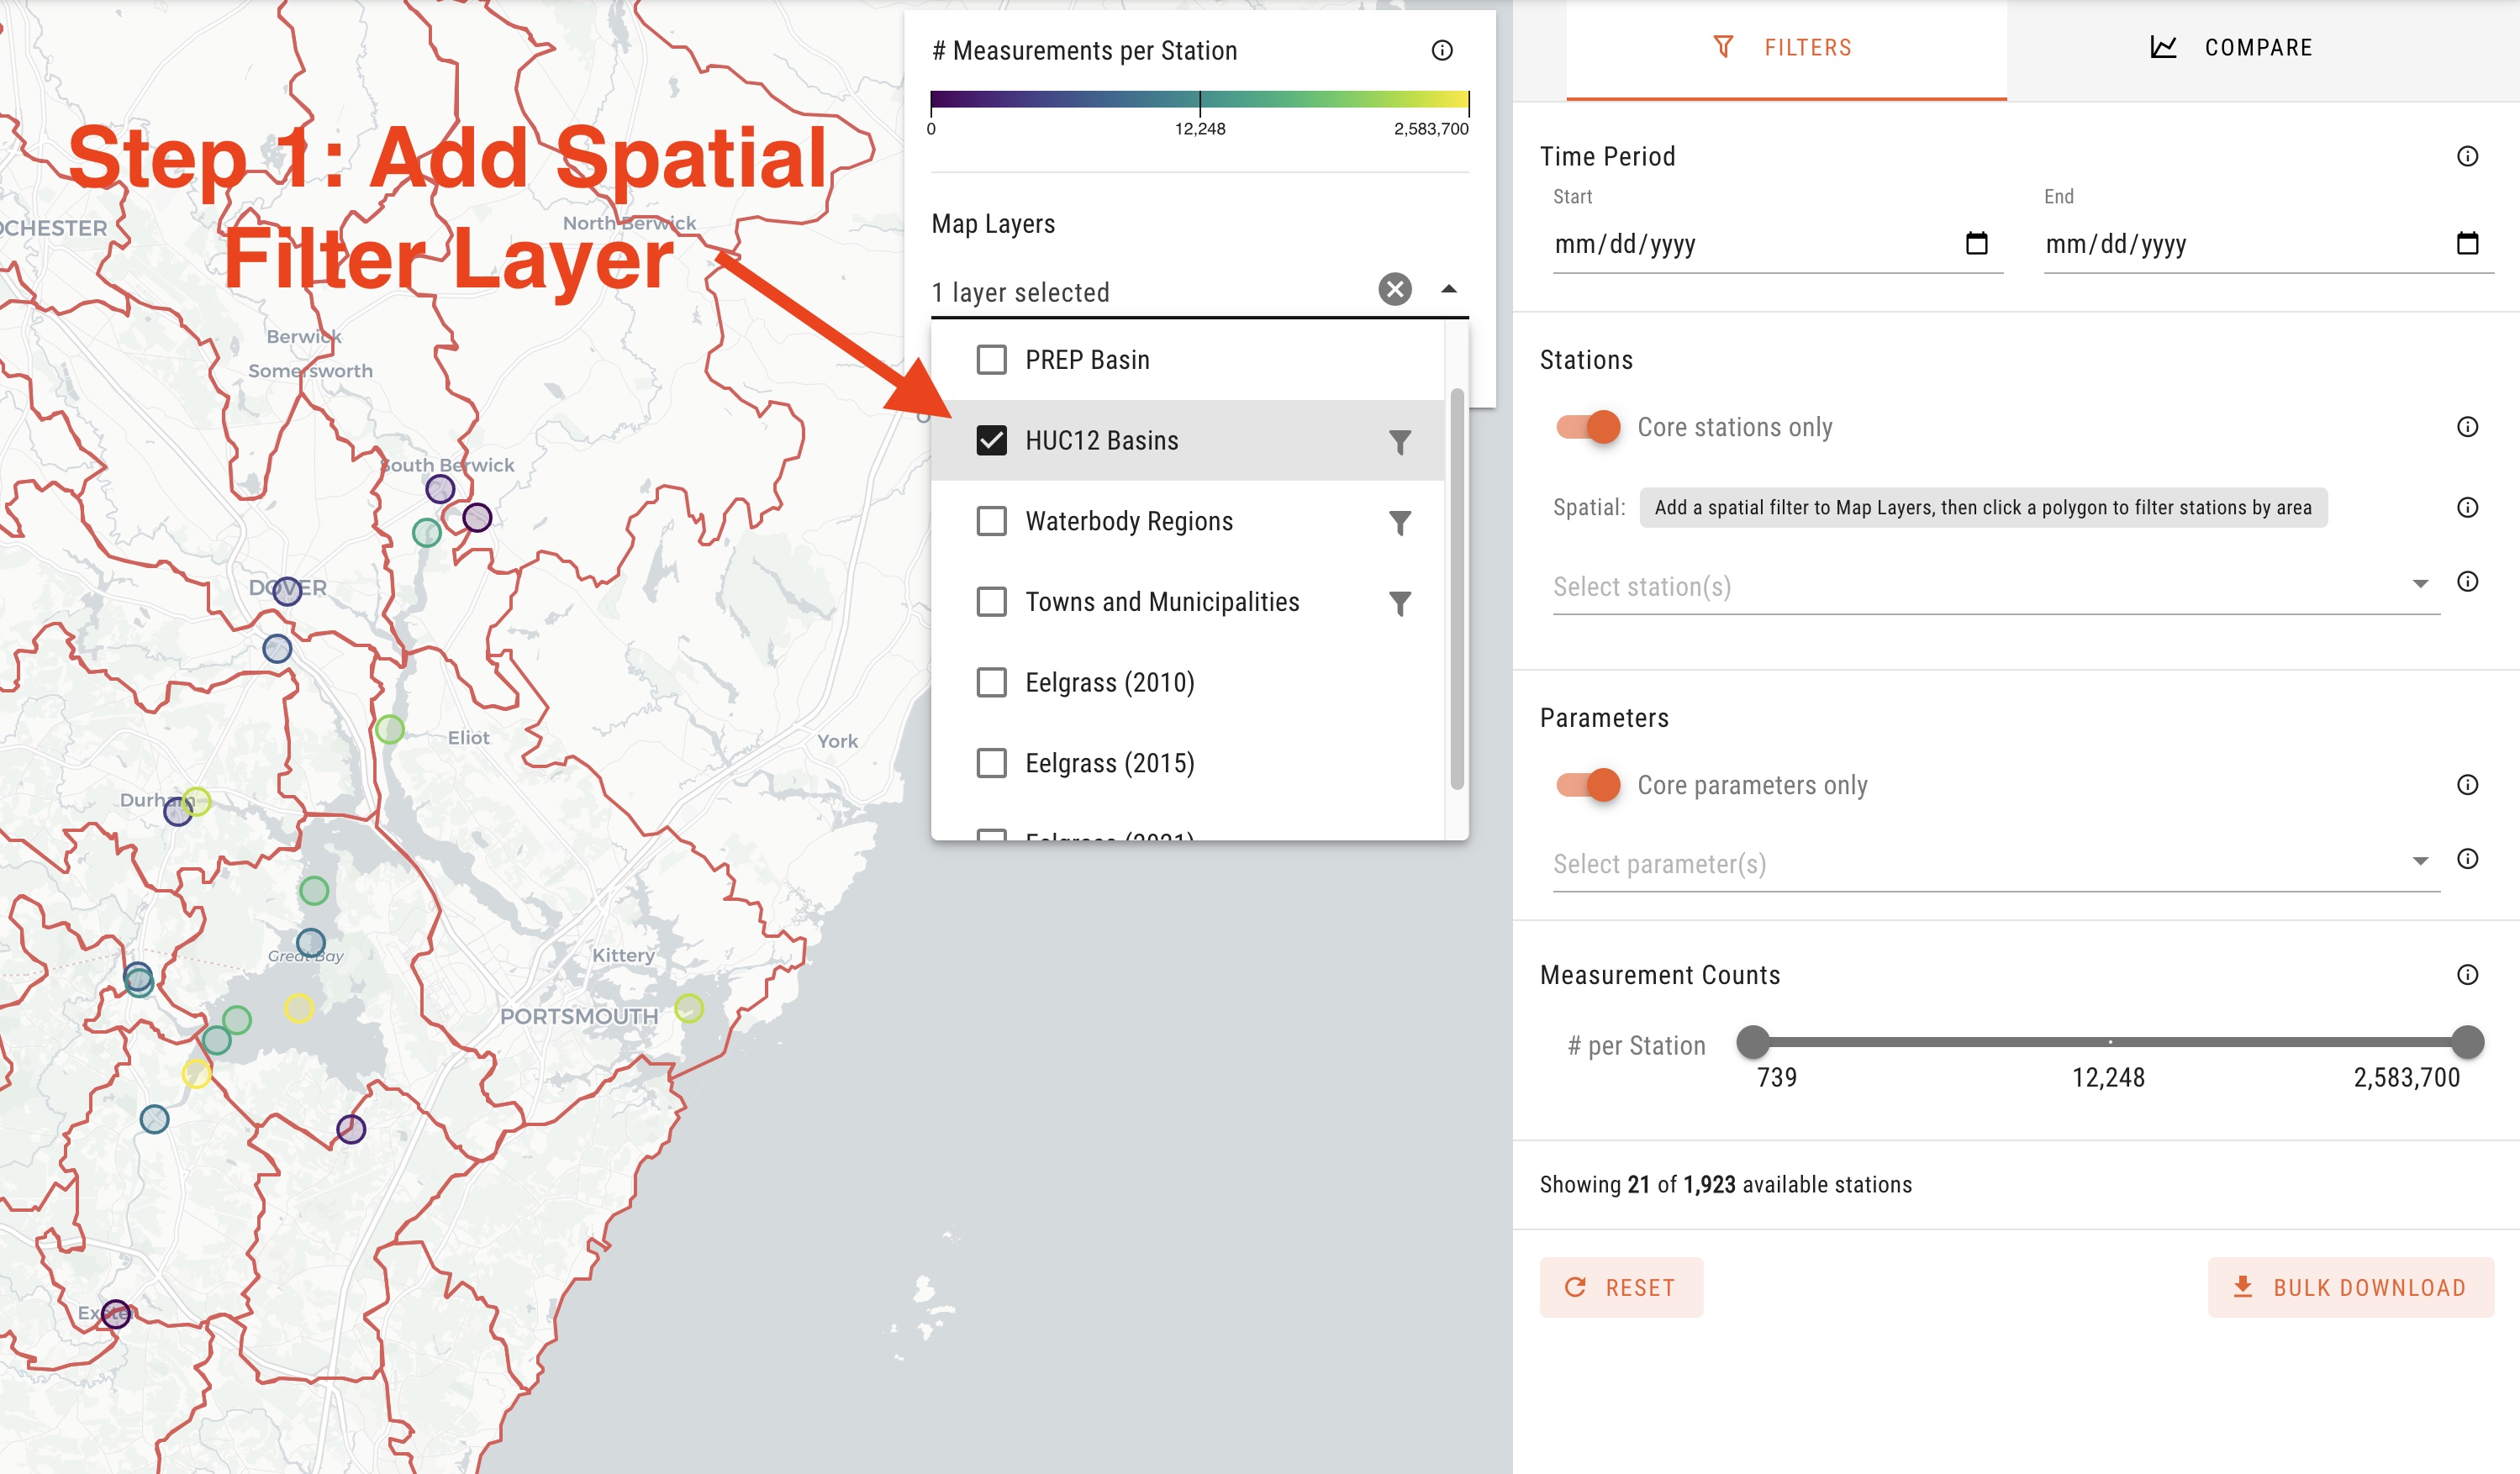 # Measurements per Station
0 12,248 2,583,700
Step 1: Add Spatial
Filter Layer
Map Layers
1 layer selected
PREP Basin
HUC12 Basins
Waterbody Regions
Towns and Municipalities
Eelgrass (2010)
Eelgrass (2015)
Eelgrass (2021)
OCHESTER
North Berwick
Berwick
Somersworth
South Berwick
DOVER
Eliot
York
Durham
Great Bay
Kittery
PORTSMOUTH
Exeter
FILTERS
COMPARE
Time Period
Start End
mm/dd/yyyy mm/dd/yyyy
Stations
Core stations only
Spatial: Add a spatial filter to Map Layers, then click a polygon to filter stations by area
Select station(s)
Parameters
Core parameters only
Select parameter(s)
Measurement Counts
# per Station
739 12,248 2,583,700
Showing 21 of 1,923 available stations
RESET
BULK DOWNLOAD